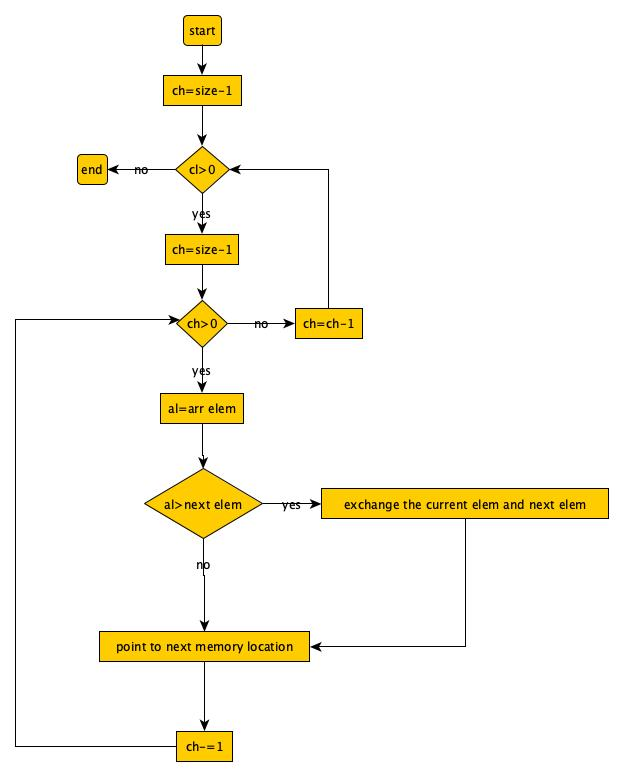 start
ch=size-1
cl>0
no
end
yes
ch=size-1
ch>0
no
ch=ch-1
yes
al=arr elem
al>next elem
yes
exchange the current elem and next elem
no
point to next memory location
ch-=1